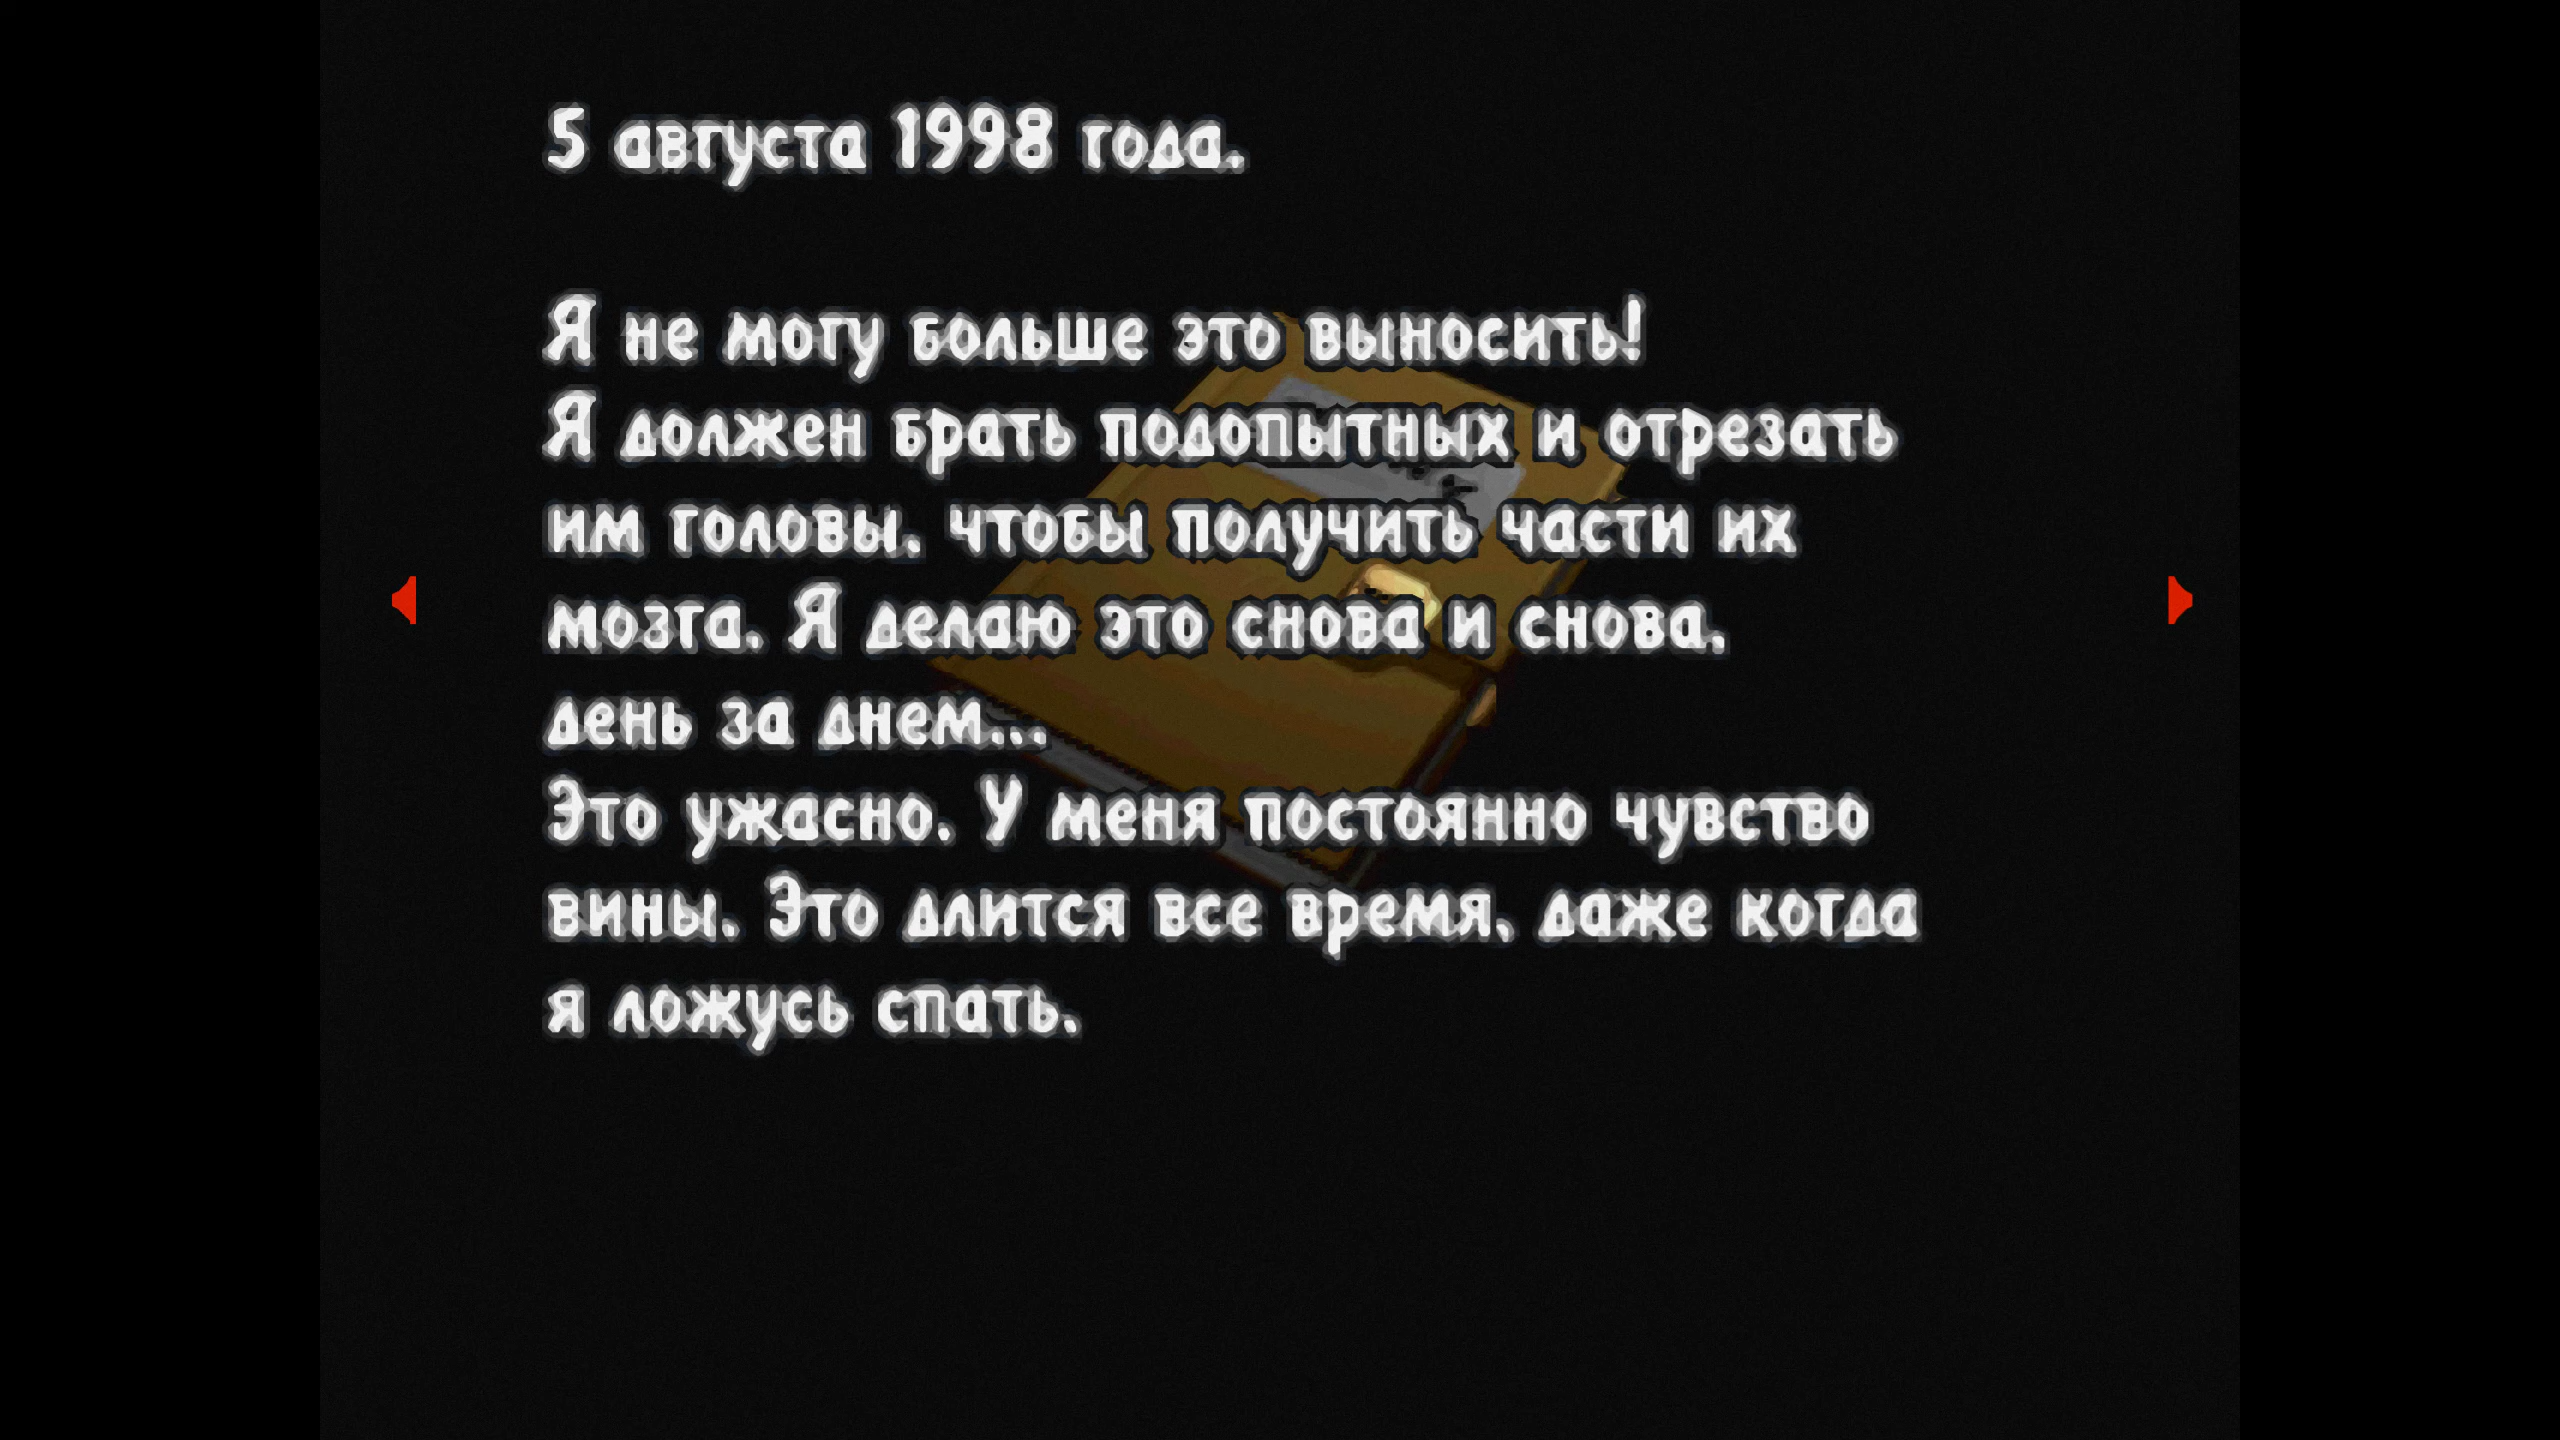 5 августа 1998 года.
Я не могу больше это выносить!
Я должен брать подопытных и отрезать
им головы, чтобы получить части их
мозга. Я делаю это снова и снова,
день за днем...
Это ужасно. У меня постоянно чувство
вины. Это длится все время, даже когда
я ложусь спать.